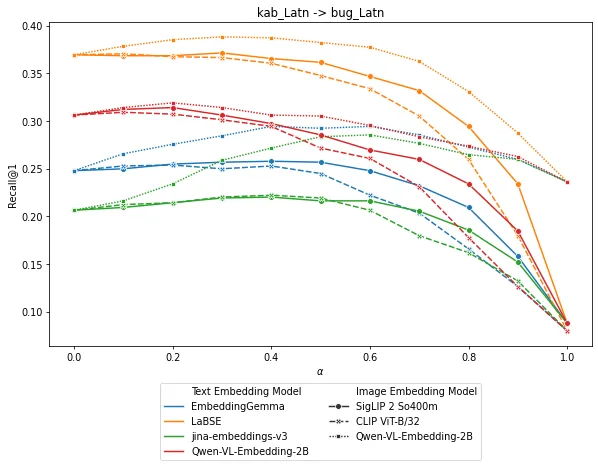 kab_Latn -> bug_Latn
0.40
0.35
0.30
0.25
0.20
0.15
0.10
Recall@1
0.0 0.2 0.4 0.6 0.8 1.0
α
Text Embedding Model Image Embedding Model
EmbeddingGemma SigLIP 2 So400m
LaBSE CLIP ViT-B/32
jina-embeddings-v3 Qwen-VL-Embedding-2B
Qwen-VL-Embedding-2B